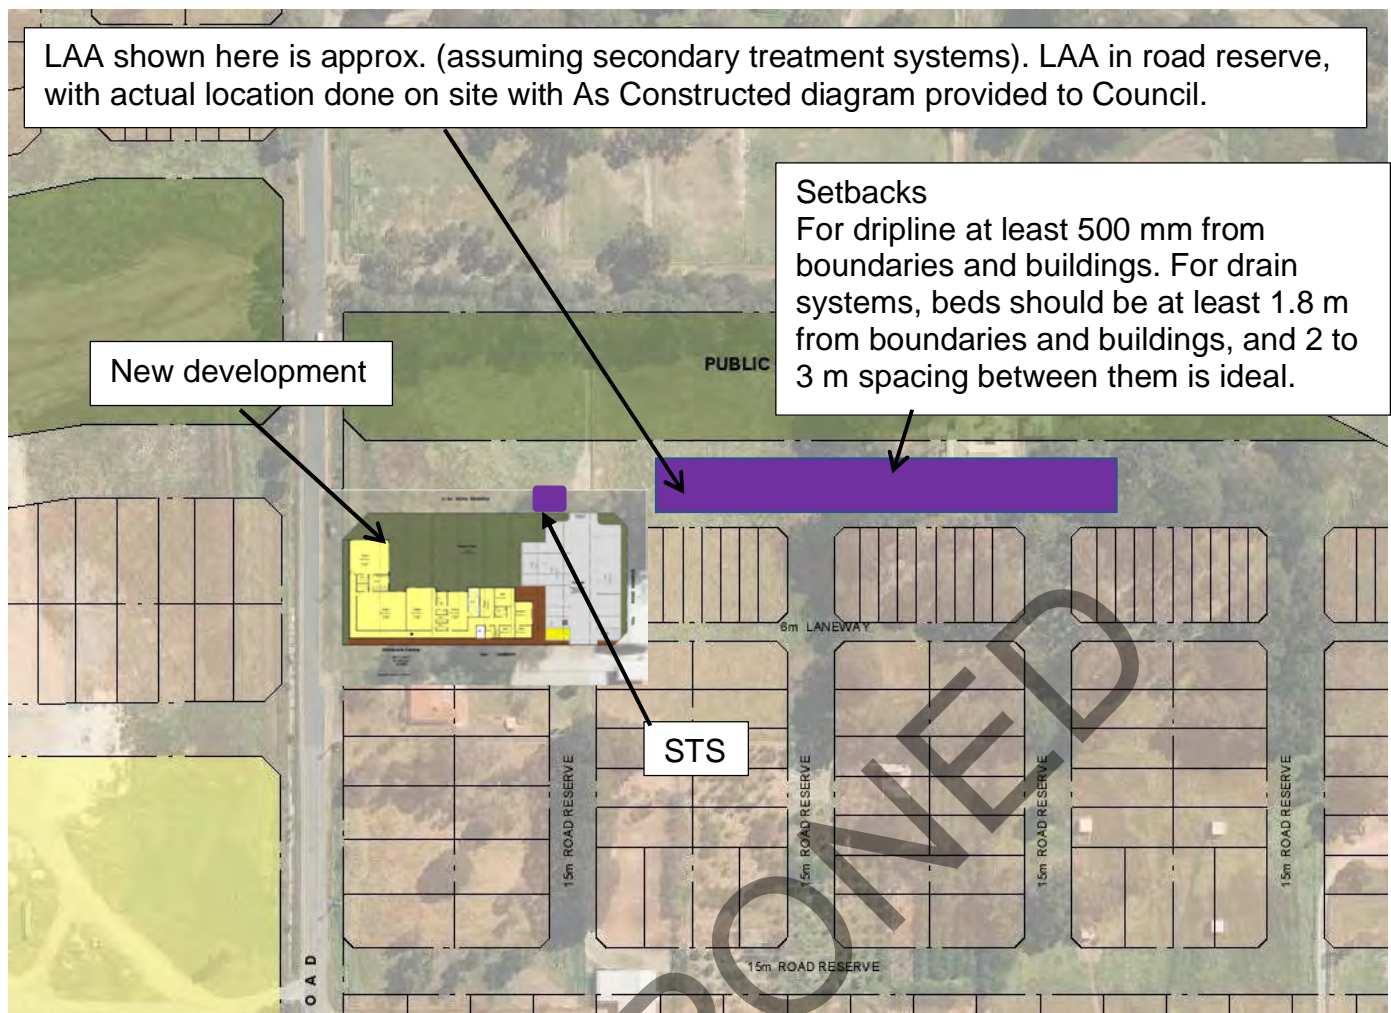 LAA shown here is approx. (assuming secondary treatment systems). LAA in road reserve,
with actual location done on site with As Constructed diagram provided to Council.
Setbacks
For dripline at least 500 mm from
boundaries and buildings. For drain
systems, beds should be at least 1.8 m
from boundaries and buildings, and 2 to
3 m spacing between them is ideal.
New development
PUBLIC
6m LANEWAY
STS
15m ROAD RESERVE
15m ROAD RESERVE
15m ROAD RESERVE
15m ROAD RESERVE
15m ROAD RESERVE
OAD
PONED